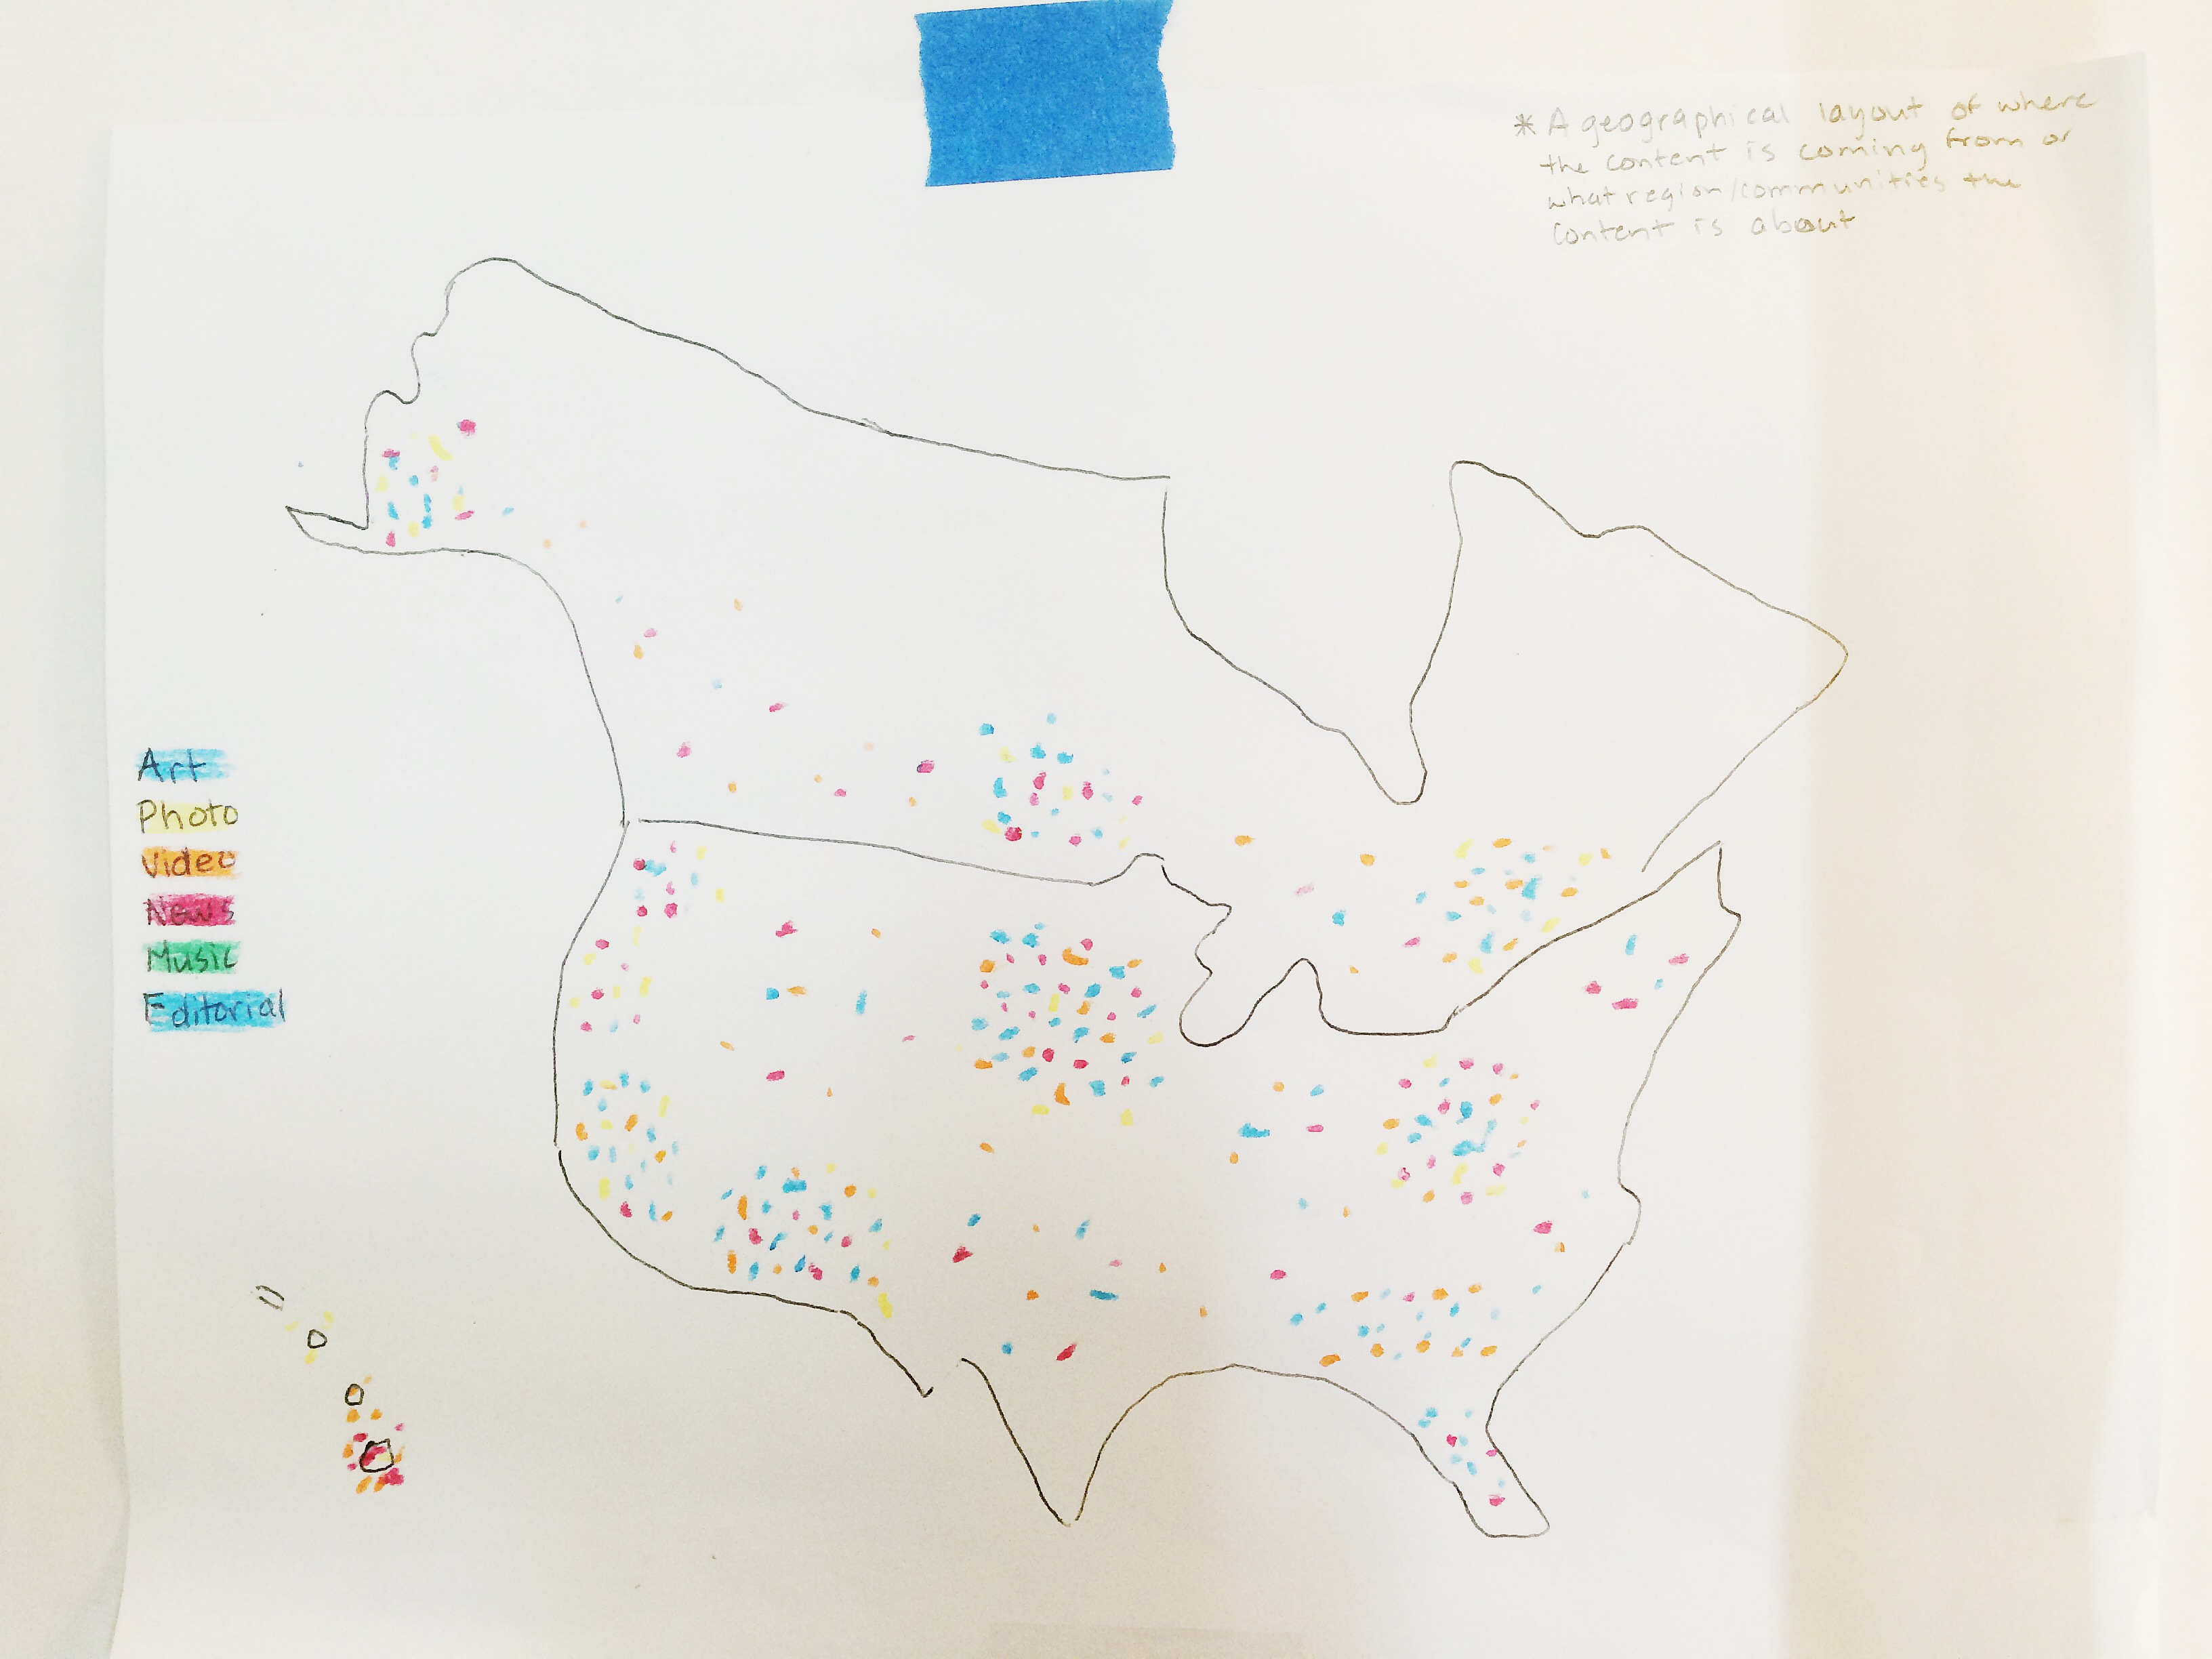 * A geographical layout of where
the content is coming from or
what region/communities the
content is about
Art
Photo
Video
News
Music
Editorial